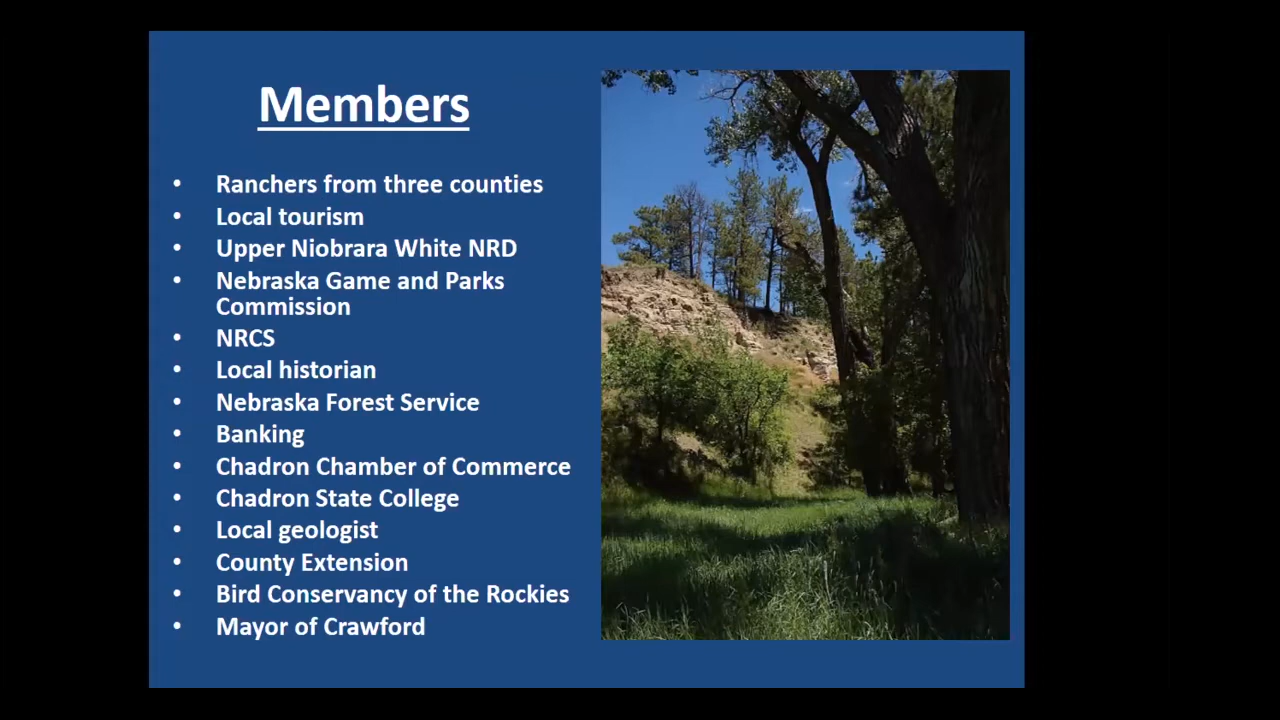 Members
• Ranchers from three counties
• Local tourism
• Upper Niobrara White NRD
• Nebraska Game and Parks
Commission
• NRCS
• Local historian
• Nebraska Forest Service
• Banking
• Chadron Chamber of Commerce
• Chadron State College
• Local geologist
• County Extension
• Bird Conservancy of the Rockies
• Mayor of Crawford